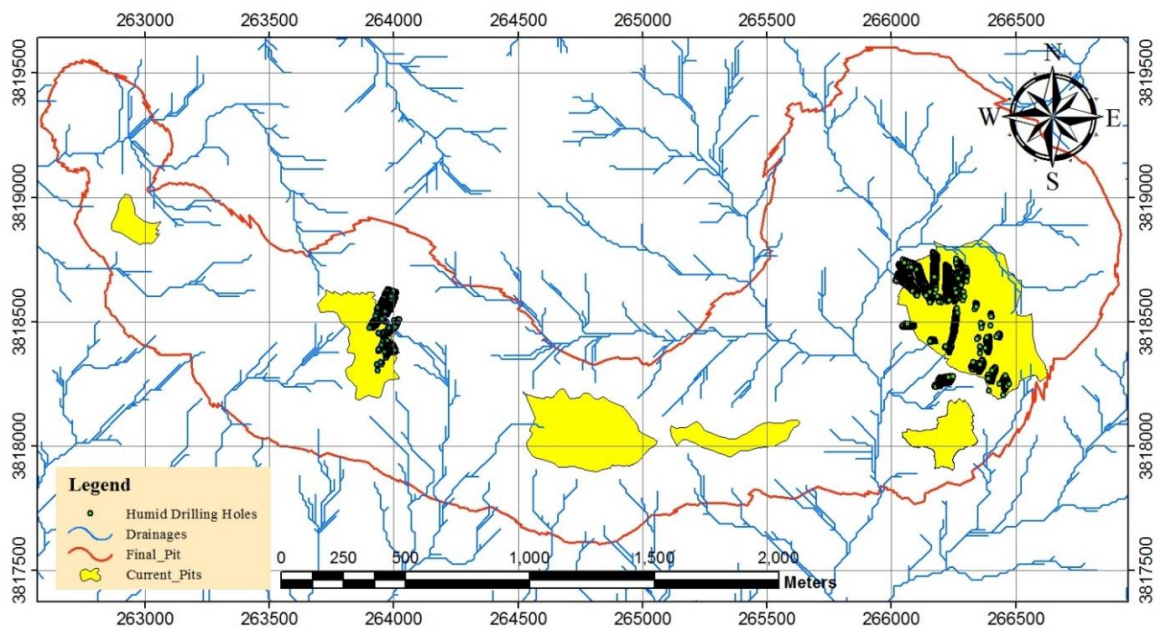 263000 263500 264000 264500 265000 265500 266000 266500
3819500 3819500
N
W E
S
3819000 3819000
3818500 3818500
3818000 3818000
3817500 3817500
Legend
Humid Drilling Holes
Drainages
Final_Pit
Current_Pits
0 250 500 1,000 1,500 2,000
Meters
263000 263500 264000 264500 265000 265500 266000 266500